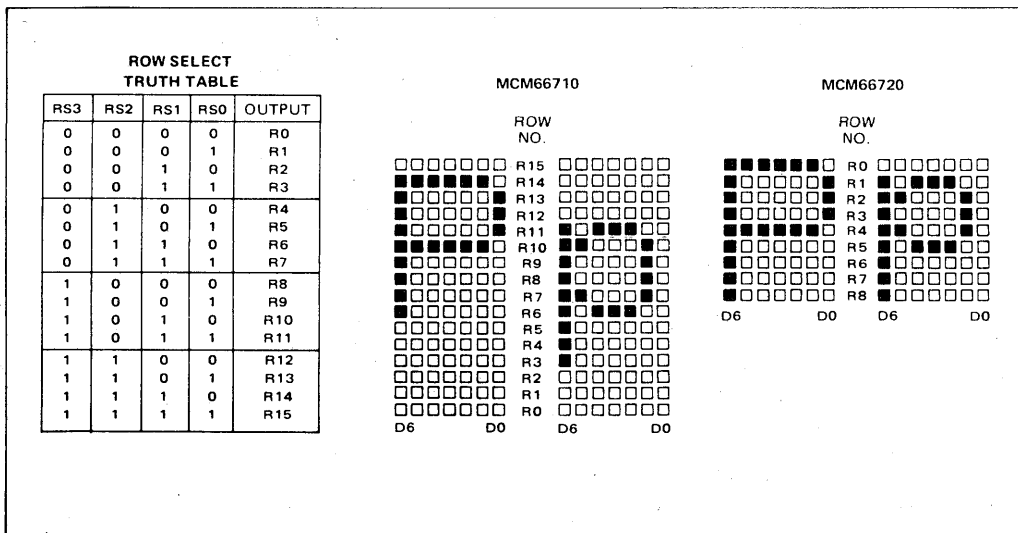 ROW SELECT
TRUTH TABLE
RS3 RS2 RS1 RS0 OUTPUT
0 0 0 0 R0
0 0 0 1 R1
0 0 1 0 R2
0 0 1 1 R3
0 1 0 0 R4
0 1 0 1 R5
0 1 1 0 R6
0 1 1 1 R7
1 0 0 0 R8
1 0 0 1 R9
1 0 1 0 R10
1 0 1 1 R11
1 1 0 0 R12
1 1 0 1 R13
1 1 1 0 R14
1 1 1 1 R15
MCM66710
ROW
NO.
R15
R14
R13
R12
R11
R10
R9
R8
R7
R6
R5
R4
R3
R2
R1
R0
D6 D0 D6 D0
MCM66720
ROW
NO.
R0
R1
R2
R3
R4
R5
R6
R7
R8
D6 D0 D6 D0